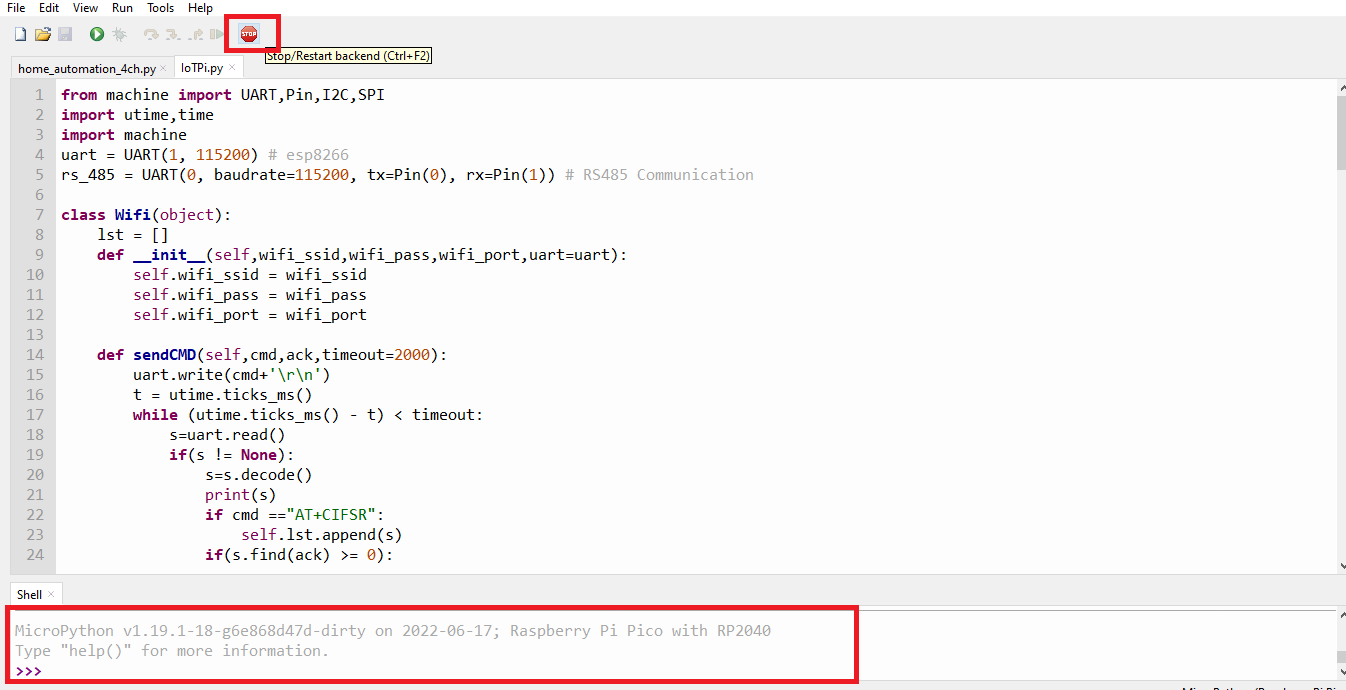 File Edit View Run Tools Help
STOP
Stop/Restart backend (Ctrl+F2)
home_automation_4ch.py × IoTPi.py ×
1 from machine import UART,Pin,I2C,SPI
2 import utime,time
3 import machine
4 uart = UART(1, 115200) # esp8266
5 rs_485 = UART(0, baudrate=115200, tx=Pin(0), rx=Pin(1)) # RS485 Communication
6
7 class Wifi(object):
8     lst = []
9     def __init__(self,wifi_ssid,wifi_pass,wifi_port,uart=uart):
10         self.wifi_ssid = wifi_ssid
11         self.wifi_pass = wifi_pass
12         self.wifi_port = wifi_port
13
14     def sendCMD(self,cmd,ack,timeout=2000):
15         uart.write(cmd+'\r\n')
16         t = utime.ticks_ms()
17         while (utime.ticks_ms() - t) < timeout:
18             s=uart.read()
19             if(s != None):
20                 s=s.decode()
21                 print(s)
22                 if cmd =="AT+CIFSR":
23                     self.lst.append(s)
24                 if(s.find(ack) >= 0):
Shell ×
MicroPython v1.19.1-18-g6e868d47d-dirty on 2022-06-17; Raspberry Pi Pico with RP2040
Type "help()" for more information.
>>>